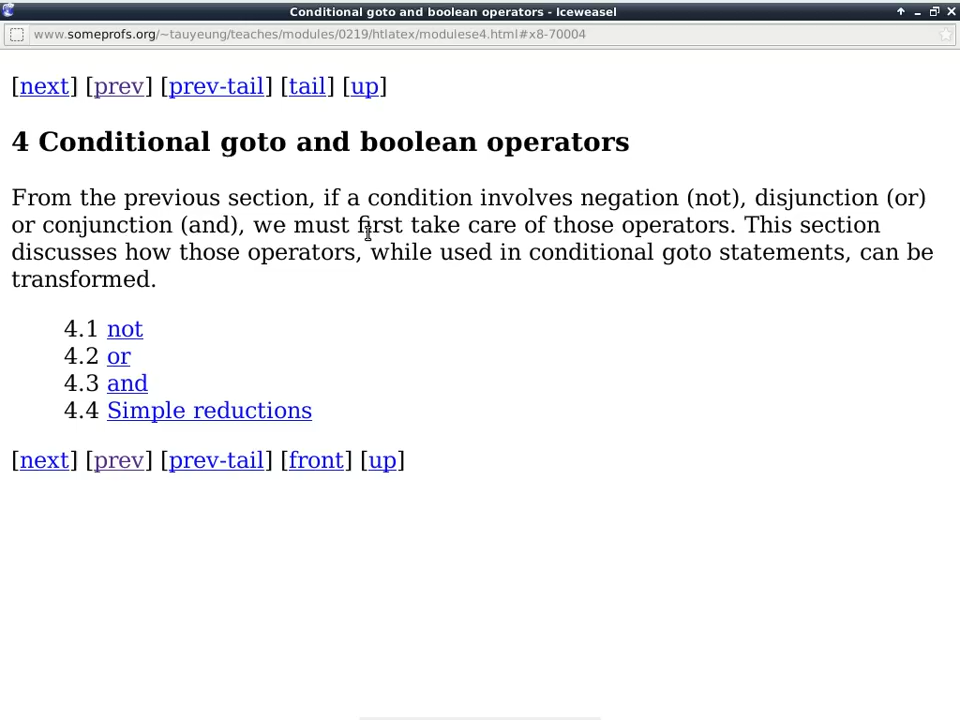 Conditional goto and boolean operators - Iceweasel
www.someprofs.org/~tauyeung/teaches/modules/0219/htlatex/modulese4.html#x8-70004
[next] [prev] [prev-tail] [tail] [up]
4 Conditional goto and boolean operators
From the previous section, if a condition involves negation (not), disjunction (or)
or conjunction (and), we must first take care of those operators. This section
discusses how those operators, while used in conditional goto statements, can be
transformed.
4.1 not
4.2 or
4.3 and
4.4 Simple reductions
[next] [prev] [prev-tail] [front] [up]